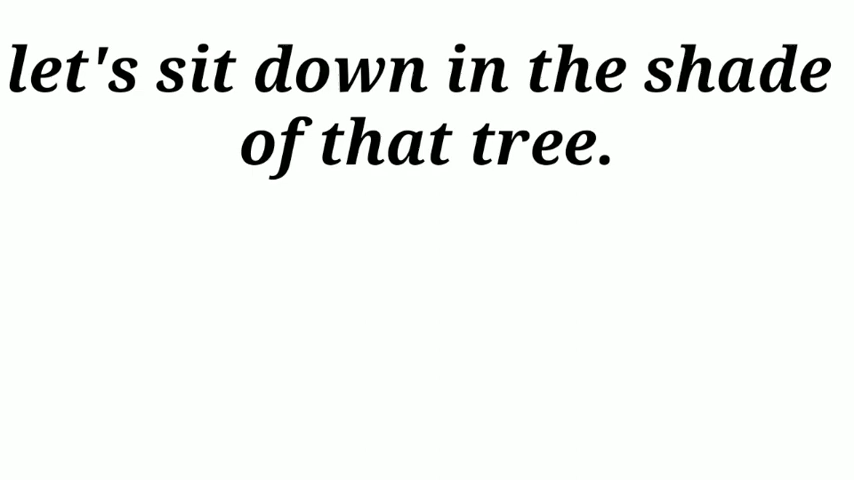 let's sit down in the shade
of that tree.